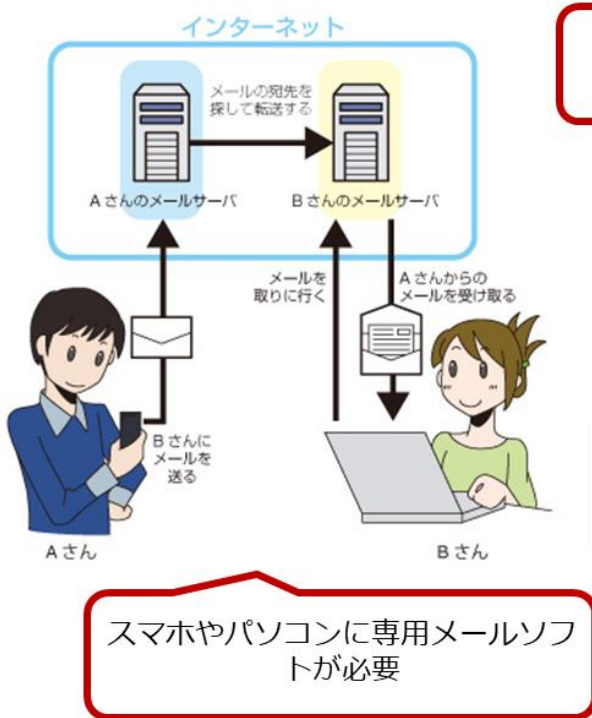 インターネット
メールの宛先を
探して転送する
Aさんのメールサーバ
Bさんのメールサーバ
メールを
取りに行く
Aさんからの
メールを受け取る
Bさんに
メールを
送る
Aさん
Bさん
スマホやパソコンに専用メールソフ
トが必要